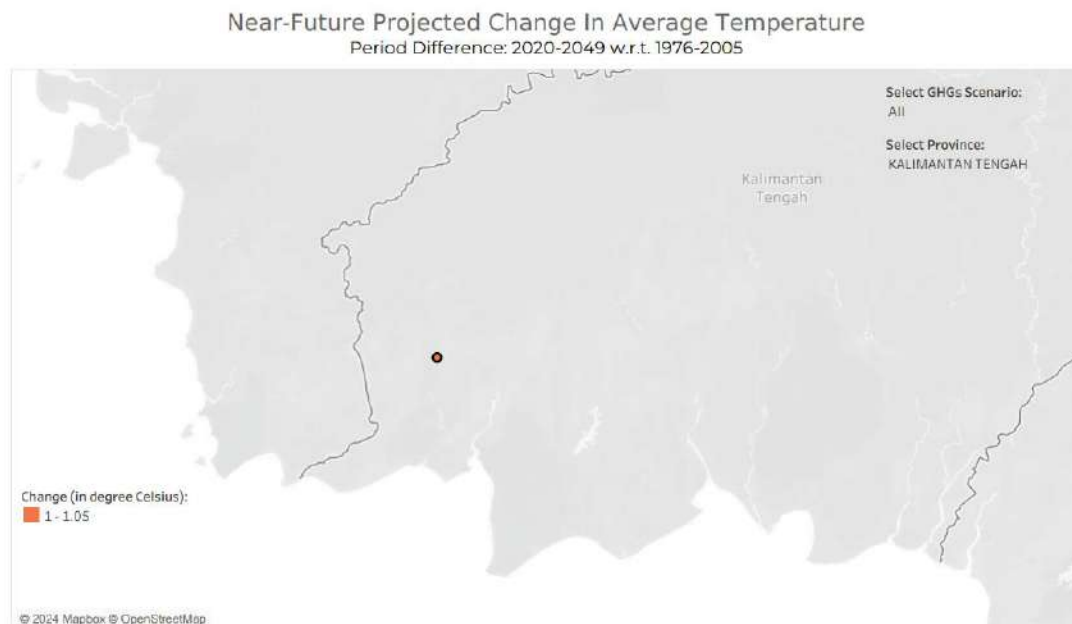 Near-Future Projected Change In Average Temperature
Period Difference: 2020-2049 w.r.t. 1976-2005
Select GHGs Scenario:
All
Select Province:
KALIMANTAN TENGAH
Kalimantan
Tengah
Change (in degree Celsius):
1 - 1.05
© 2024 Mapbox © OpenStreetMap